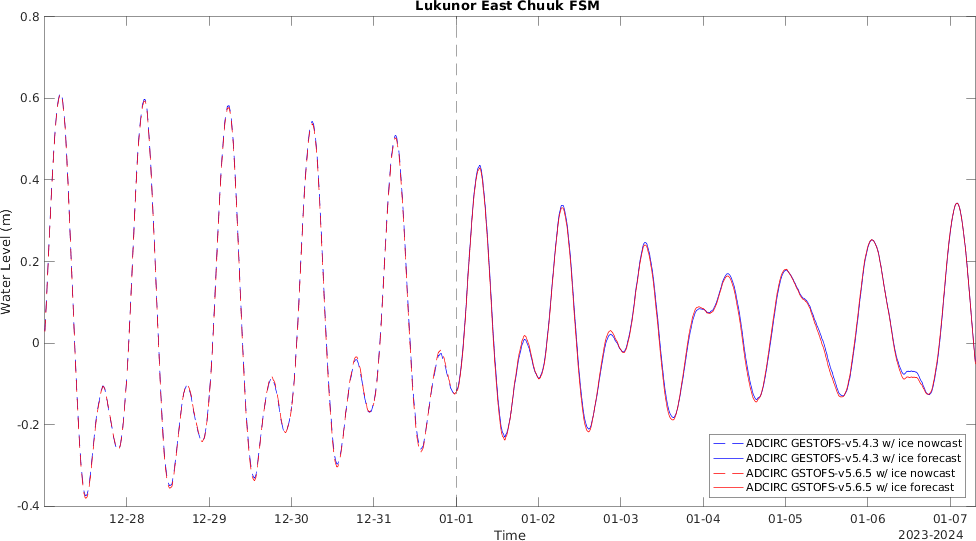 Lukunor East Chuuk FSM
0.8
0.6
0.4
0.2
0
-0.2
-0.4
Water Level (m)
12-28 12-29 12-30 12-31 01-01 01-02 01-03 01-04 01-05 01-06 01-07
Time
2023-2024
ADCIRC GESTOFS-v5.4.3 w/ ice nowcast
ADCIRC GESTOFS-v5.4.3 w/ ice forecast
ADCIRC GSTOFS-v5.6.5 w/ ice nowcast
ADCIRC GSTOFS-v5.6.5 w/ ice forecast